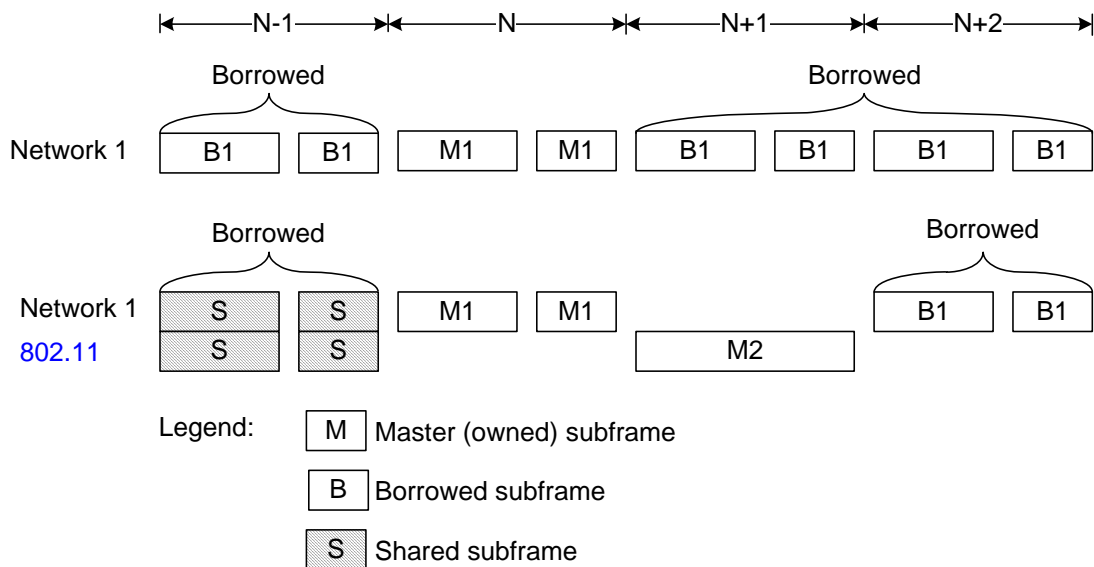 N-1 N N+1 N+2
Borrowed Borrowed
Network 1 B1 B1 M1 M1 B1 B1 B1 B1
Borrowed Borrowed
Network 1 S S M1 M1 B1 B1
802.11 S S M2
Legend: M Master (owned) subframe
B Borrowed subframe
S Shared subframe